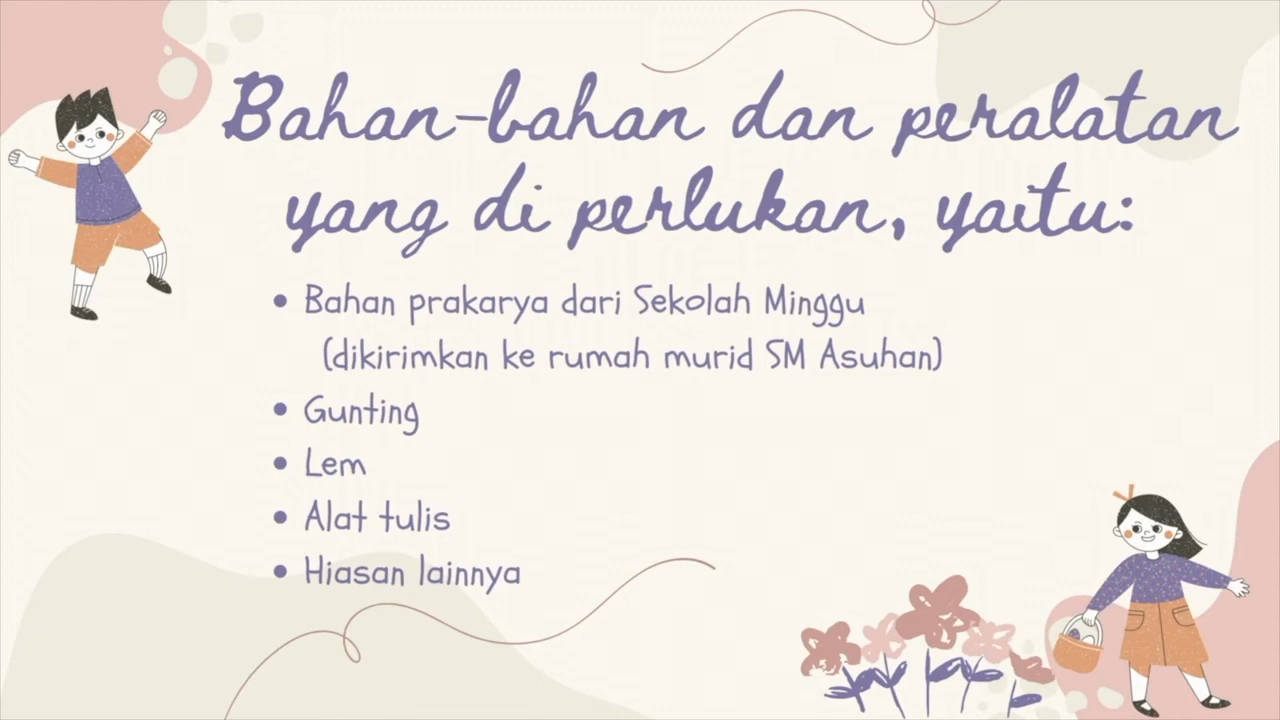 Bahan-bahan dan peralatan
yang di perlukan, yaitu:
• Bahan prakarya dari Sekolah Minggu
(dikirimkan ke rumah murid SM Asuhan)
• Gunting
• Lem
• Alat tulis
• Hiasan lainnya